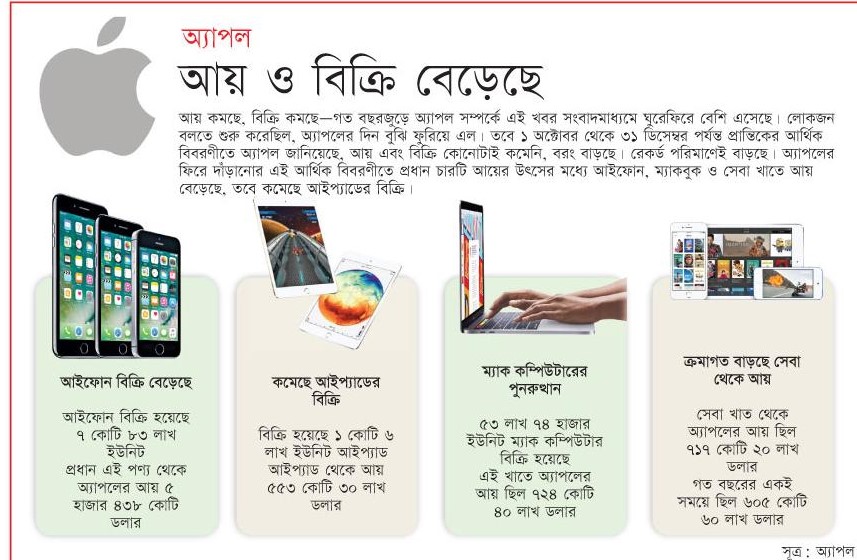 অ্যাপল
আয় ও বিক্রি বেড়েছে
আয় কমছে, বিক্রি কমছে—গত বছরজুড়ে অ্যাপল সম্পর্কে এই খবর সংবাদমাধ্যমে ঘুরেফিরে বেশি এসেছে। লোকজন
বলতে শুরু করেছিল, অ্যাপলের দিন বুঝি ফুরিয়ে এল। তবে ১ অক্টোবর থেকে ৩১ ডিসেম্বর পর্যন্ত প্রান্তিকের আর্থিক
বিবরণীতে অ্যাপল জানিয়েছে, আয় এবং বিক্রি কোনোটাই কমেনি, বরং বাড়ছে। রেকর্ড পরিমাণেই বাড়ছে। অ্যাপলের
ফিরে দাঁড়ানোর এই আর্থিক বিবরণীতে প্রধান চারটি আয়ের উৎসের মধ্যে আইফোন, ম্যাকবুক ও সেবা খাতে আয়
বেড়েছে, তবে কমেছে আইপ্যাডের বিক্রি।
আইফোন বিক্রি বেড়েছে
আইফোন বিক্রি হয়েছে
৭ কোটি ৮৩ লাখ
ইউনিট
প্রধান এই পণ্য থেকে
অ্যাপলের আয় ৫
হাজার ৪৩৮ কোটি
ডলার
কমেছে আইপ্যাডের
বিক্রি
বিক্রি হয়েছে ১ কোটি ৬
লাখ ইউনিট আইপ্যাড
আইপ্যাড থেকে আয়
৫৫৩ কোটি ৩০ লাখ
ডলার
ম্যাক কম্পিউটারের
পুনরুত্থান
৫৩ লাখ ৭৪ হাজার
ইউনিট ম্যাক কম্পিউটার
বিক্রি হয়েছে
এই খাতে অ্যাপলের
আয় ছিল ৭২৪ কোটি
৪০ লাখ ডলার
ক্রমাগত বাড়ছে সেবা
থেকে আয়
সেবা খাত থেকে
অ্যাপলের আয় ছিল
৭১৭ কোটি ২০ লাখ
ডলার
গত বছরের একই
সময়ে ছিল ৬০৫ কোটি
৬০ লাখ ডলার
সূত্র: অ্যাপল